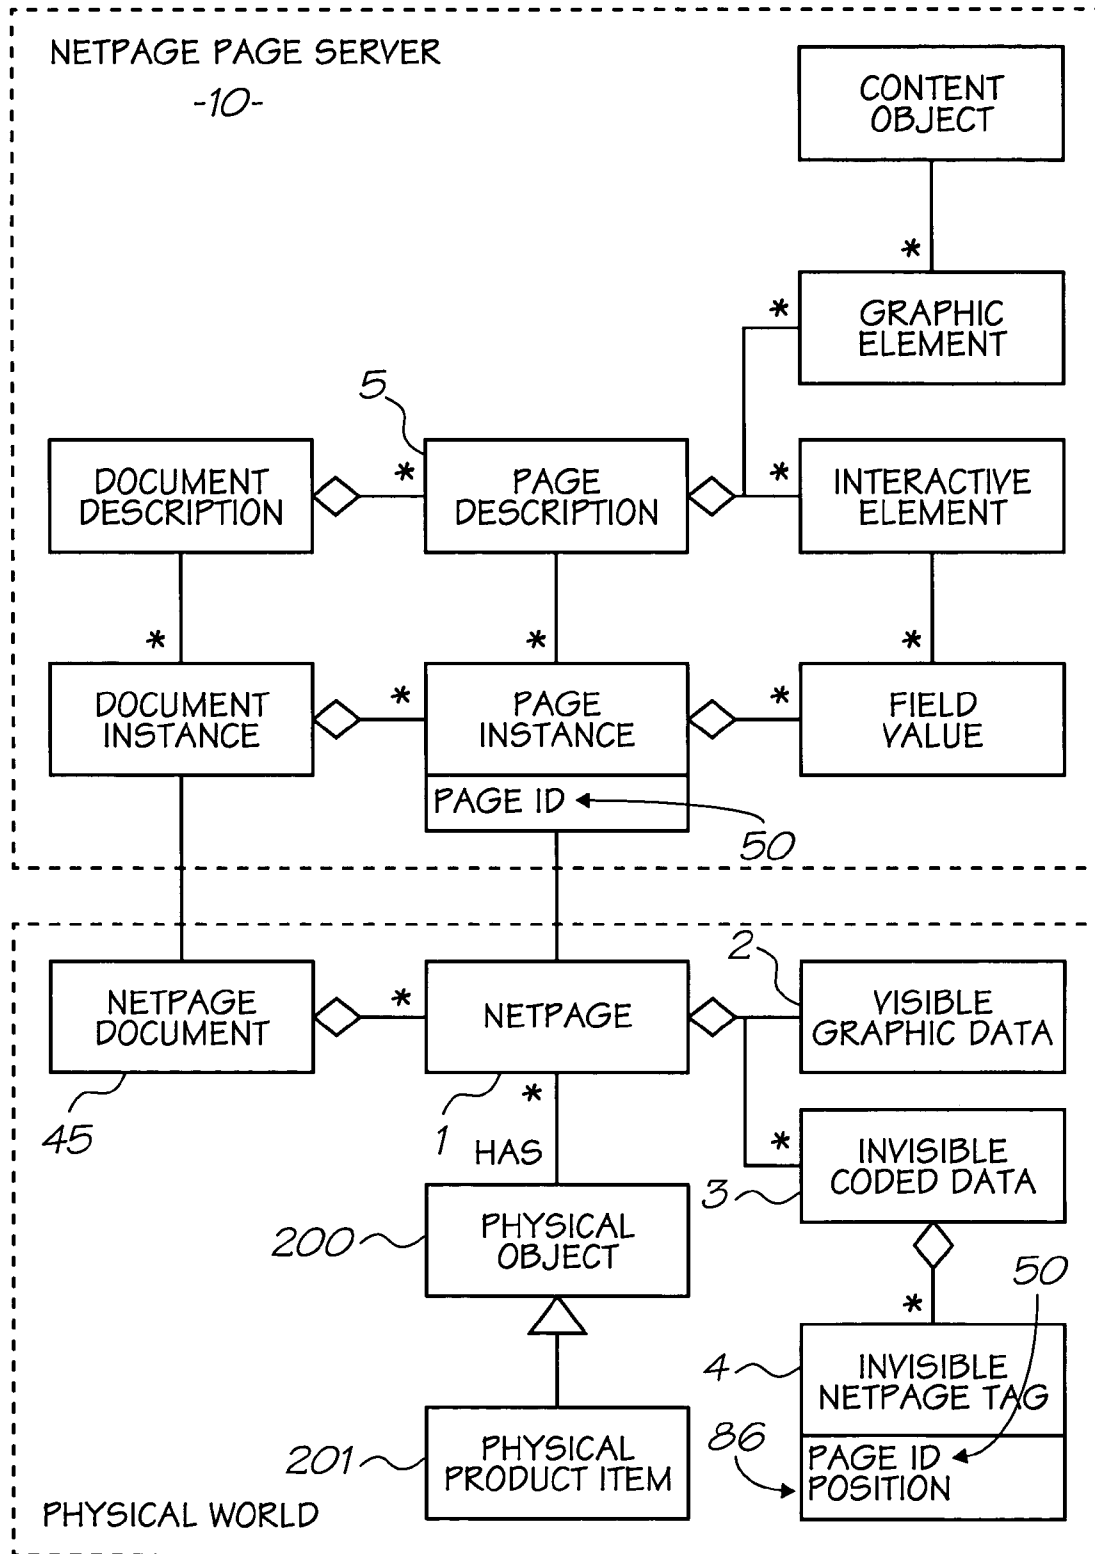 NETPAGE PAGE SERVER
-10-
CONTENT
OBJECT
*
*
GRAPHIC
ELEMENT
5
DOCUMENT
DESCRIPTION
*
PAGE
DESCRIPTION
*
INTERACTIVE
ELEMENT
*
*
*
DOCUMENT
INSTANCE
*
PAGE
INSTANCE
*
FIELD
VALUE
PAGE ID
50
2
NETPAGE
DOCUMENT
*
NETPAGE
VISIBLE
GRAPHIC DATA
45
1
*
HAS
*
INVISIBLE
CODED DATA
3
200
PHYSICAL
OBJECT
50
*
4
INVISIBLE
NETPAGE TAG
201
PHYSICAL
PRODUCT ITEM
86
PAGE ID
POSITION
PHYSICAL WORLD